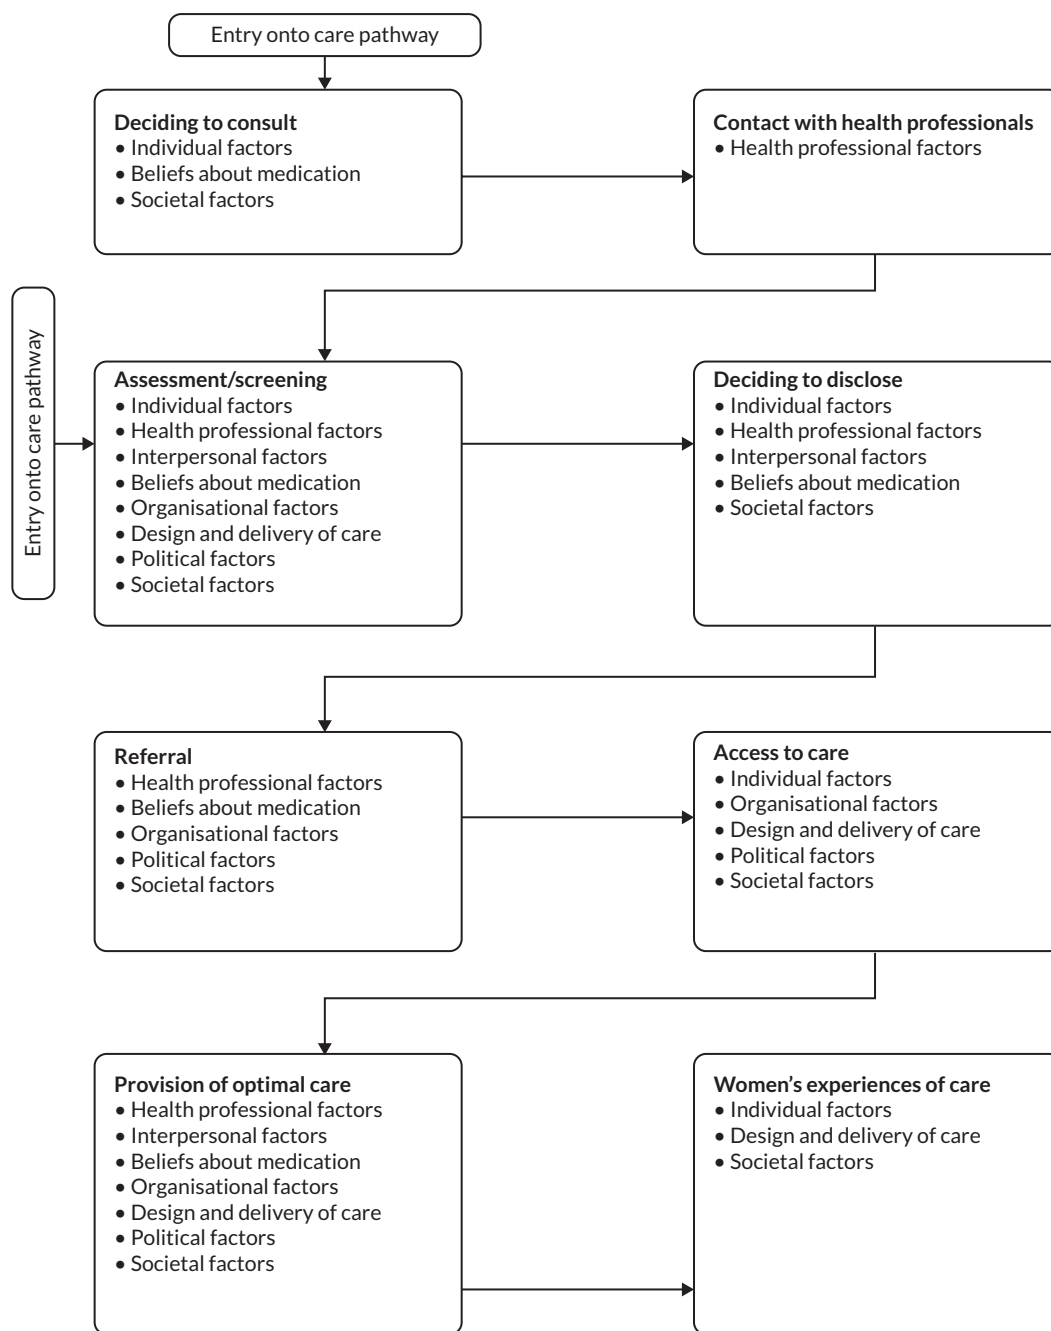 Entry onto care pathway
Deciding to consult
• Individual factors
• Beliefs about medication
• Societal factors
Contact with health professionals
• Health professional factors
Entry onto care pathway
Assessment/screening
• Individual factors
• Health professional factors
• Interpersonal factors
• Beliefs about medication
• Organisational factors
• Design and delivery of care
• Political factors
• Societal factors
Deciding to disclose
• Individual factors
• Health professional factors
• Interpersonal factors
• Beliefs about medication
• Societal factors
Referral
• Health professional factors
• Beliefs about medication
• Organisational factors
• Political factors
• Societal factors
Access to care
• Individual factors
• Organisational factors
• Design and delivery of care
• Political factors
• Societal factors
Provision of optimal care
• Health professional factors
• Interpersonal factors
• Beliefs about medication
• Organisational factors
• Design and delivery of care
• Political factors
• Societal factors
Women’s experiences of care
• Individual factors
• Design and delivery of care
• Societal factors